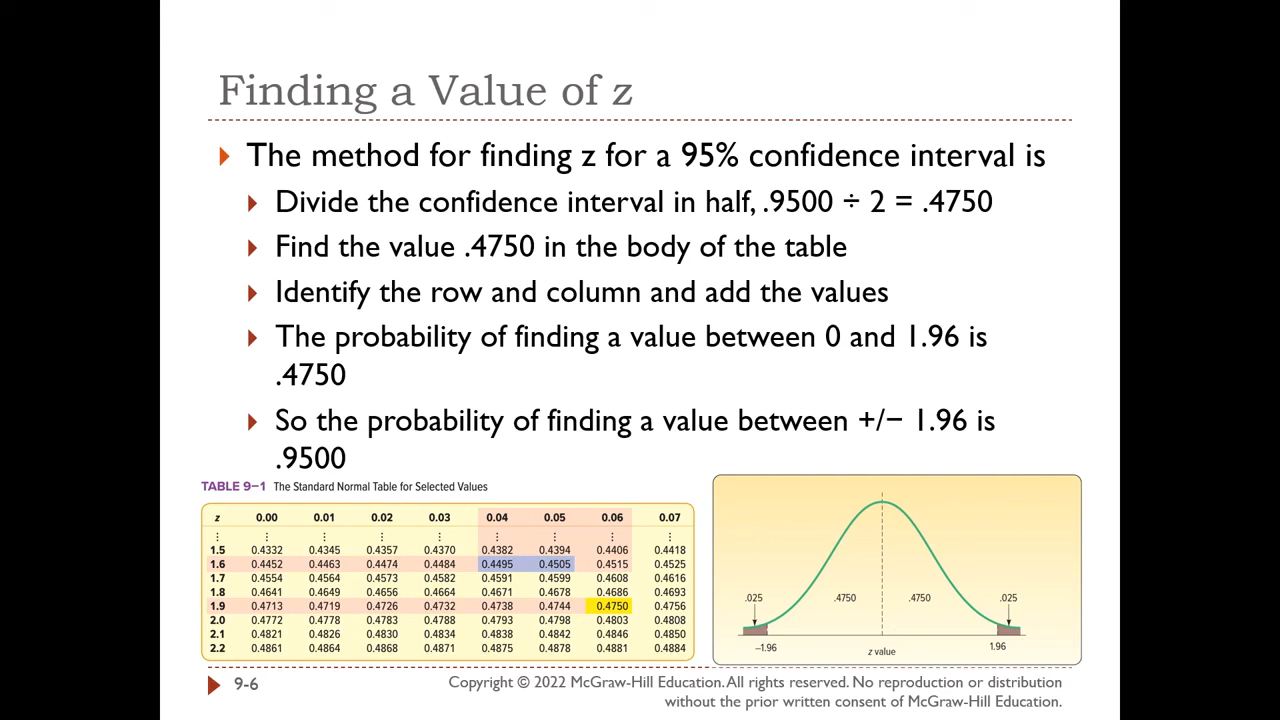 Finding a Value of z
The method for finding z for a 95% confidence interval is
Divide the confidence interval in half, .9500 ÷ 2 = .4750
Find the value .4750 in the body of the table
Identify the row and column and add the values
The probability of finding a value between 0 and 1.96 is
.4750
So the probability of finding a value between +/− 1.96 is
.9500
TABLE 9–1 The Standard Normal Table for Selected Values
z 0.00 0.01 0.02 0.03 0.04 0.05 0.06 0.07
⋮ ⋮ ⋮ ⋮ ⋮ ⋮ ⋮ ⋮ ⋮
1.5 0.4332 0.4345 0.4357 0.4370 0.4382 0.4394 0.4406 0.4418
1.6 0.4452 0.4463 0.4474 0.4484 0.4495 0.4505 0.4515 0.4525
1.7 0.4554 0.4564 0.4573 0.4582 0.4591 0.4599 0.4608 0.4616
1.8 0.4641 0.4649 0.4656 0.4664 0.4671 0.4678 0.4686 0.4693
1.9 0.4713 0.4719 0.4726 0.4732 0.4738 0.4744 0.4750 0.4756
2.0 0.4772 0.4778 0.4783 0.4788 0.4793 0.4798 0.4803 0.4808
2.1 0.4821 0.4826 0.4830 0.4834 0.4838 0.4842 0.4846 0.4850
2.2 0.4861 0.4864 0.4868 0.4871 0.4875 0.4878 0.4881 0.4884
.025 .4750 .4750 .025
–1.96 z value 1.96
9-6
Copyright © 2022 McGraw-Hill Education. All rights reserved. No reproduction or distribution
without the prior written consent of McGraw-Hill Education.